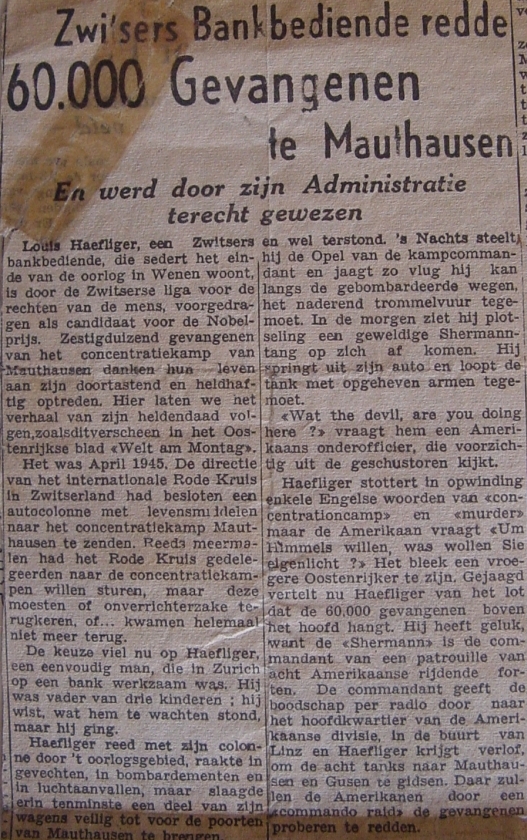 Zwi'sers Bankbediende redde
60.000 Gevangenen
te Mauthausen
En werd door zijn Administratie
terecht gewezen
Louis Haefliger, een Zwitsers
bankbediende, die sedert het ein-
de van de oorlog in Wenen woont,
is door de Zwitserse liga voor de
rechten van de mens, voorgedra-
gen als candidaat voor de Nobel-
prijs. Zestigduizend gevangenen
van het concentratiekamp van
Mauthausen danken hun leven
aan zijn doortastend en heldhaf-
tig optreden. Hier laten we het
verhaal van zijn heldendaad vol-
gen, zoals dit verscheen in het Oos-
tenrijkse blad «Welt am Montag».
Het was April 1945. De directie
van het internationale Rode Kruis
in Zwitserland had besloten een
autocolonne met levensmiddelen
naar het concentratiekamp Maut-
hausen te zenden. Reeds meerma-
len had het Rode Kruis gedele-
geerden naar de concentratiekam-
pen willen sturen, maar deze
moesten of onverrichterzake te-
rugkeren, of... kwamen helemaal
niet meer terug.
De keuze viel nu op Haefliger,
een eenvoudig man, die in Zurich
op een bank werkzaam was. Hij
was vader van drie kinderen ; hij
wist, wat hem te wachten stond,
maar hij ging.
Haefliger reed met zijn colon-
ne door 't oorlogsgebied, raakte in
gevechten, in bombardementen en
in luchtaanvallen, maar slaagde
erin tenminste een deel van zijn
wagens veilig tot voor de poorten
van Mauthausen te brengen.
en wel terstond. 's Nachts steelt
hij de Opel van de kampcomman-
dant en jaagt zo vlug hij kan
langs de gebombardeerde wegen,
het naderend trommelvuur tege-
moet. In de morgen ziet hij plot-
seling een geweldige Shermann-
tang op zich af komen. Hij
springt uit zijn auto en loopt de
tank met opgeheven armen tege-
moet.
«Wat the devil, are you doing
here ?» vraagt hem een Ameri-
kaans onderofficier, die voorzich-
tig uit de geschustoren kijkt.
Haefliger stottert in opwinding
enkele Engelse woorden van «con-
centrationcamp» en «murder»
maar de Amerikaan vraagt «Um
Himmels willen, was wollen Sie
eigenlicht ?» Het bleek een vroe-
gere Oostenrijker te zijn. Gejaagd
vertelt nu Haefliger van het lot
dat de 60.000 gevangenen boven
het hoofd hangt. Hij heeft geluk,
want de «Shermann» is de com-
mandant van een patrouille van
acht Amerikaanse rijdende for-
ten. De commandant geeft de
boodschap per radio door naar
het hoofdkwartier van de Ameri-
kaanse divisie, in de buurt van
Linz en Haefliger krijgt verlof,
om de acht tanks naar Mauthau-
sen en Gusen te gidsen. Daar zul-
len de Amerikanen door een
«commando raid» de gevangenen
proberen te redden.